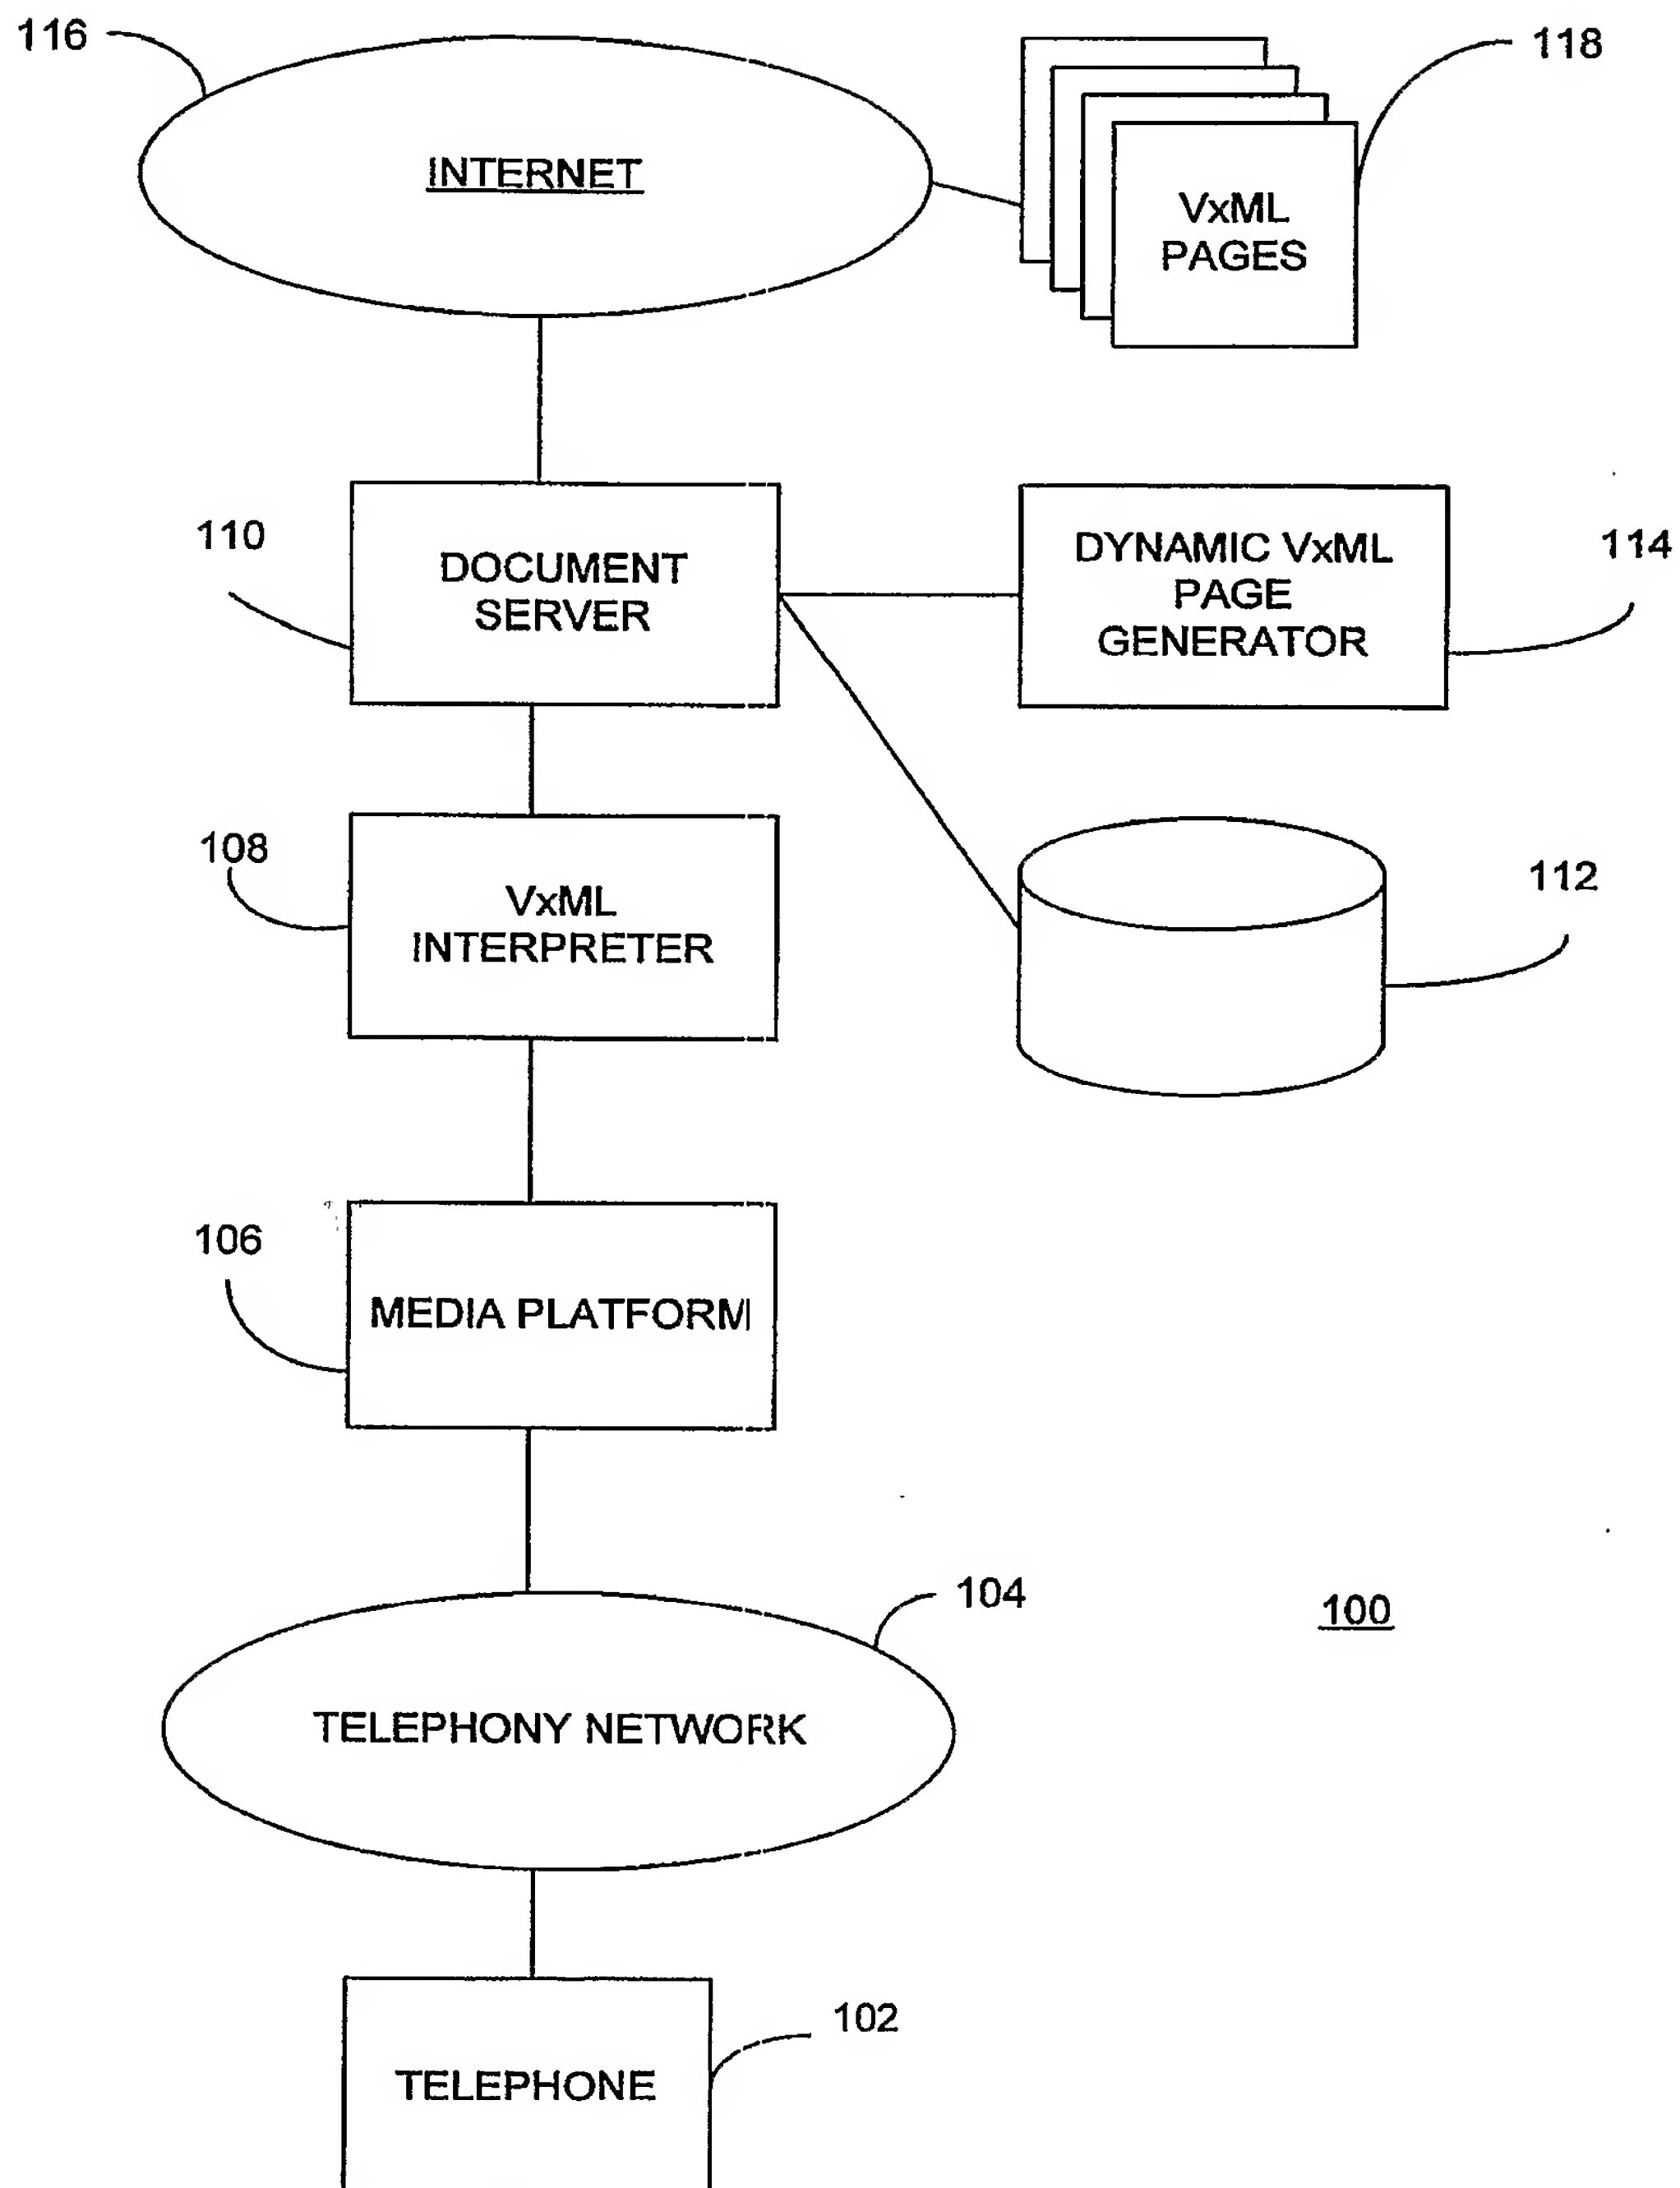 116
118
INTERNET
VxML
PAGES
110
DOCUMENT
SERVER
DYNAMIC VxML
PAGE
GENERATOR
114
108
VxML
INTERPRETER
112
106
MEDIA PLATFORM
104
100
TELEPHONY NETWORK
102
TELEPHONE